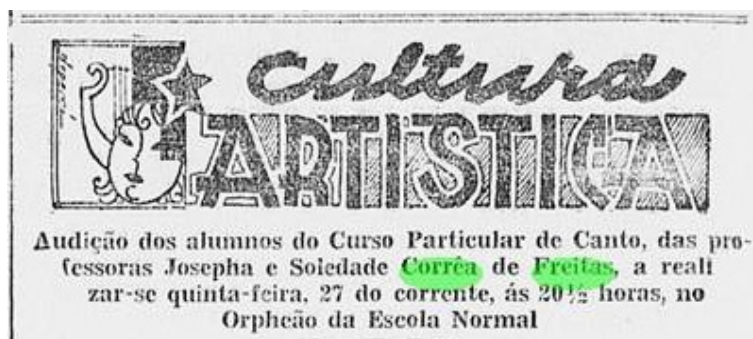 Cultura
ARTISTICA
Audição dos alumnos do Curso Particular de Canto, das pro-
fessoras Josepha e Soledade Corrêa de Freitas, a reali
zar-se quinta-feira, 27 do corrente, ás 20½ horas, no
Orpheão da Escola Normal